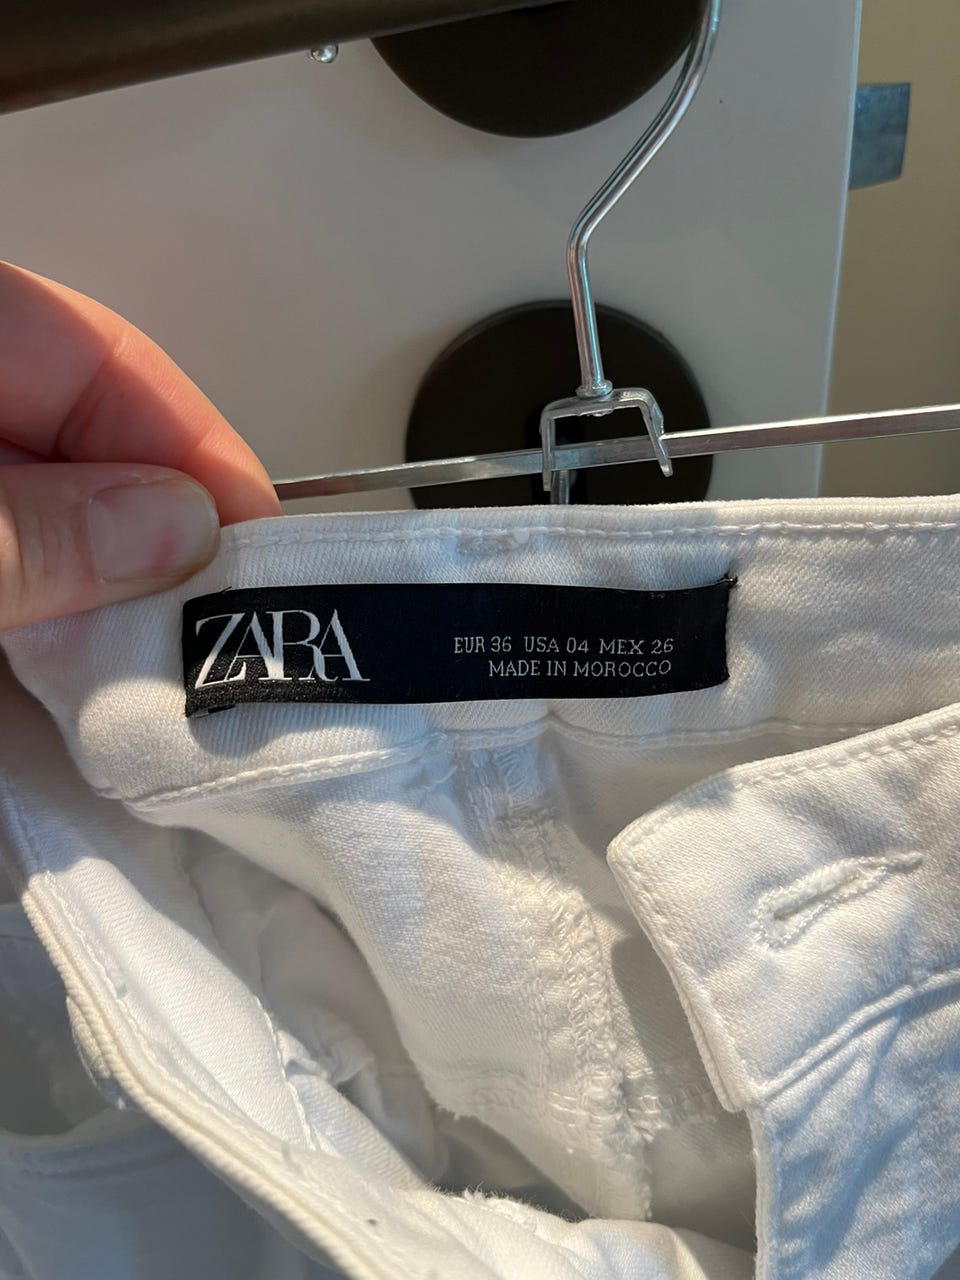 ZARA
EUR 36 USA 04 MEX 26
MADE IN MOROCCO